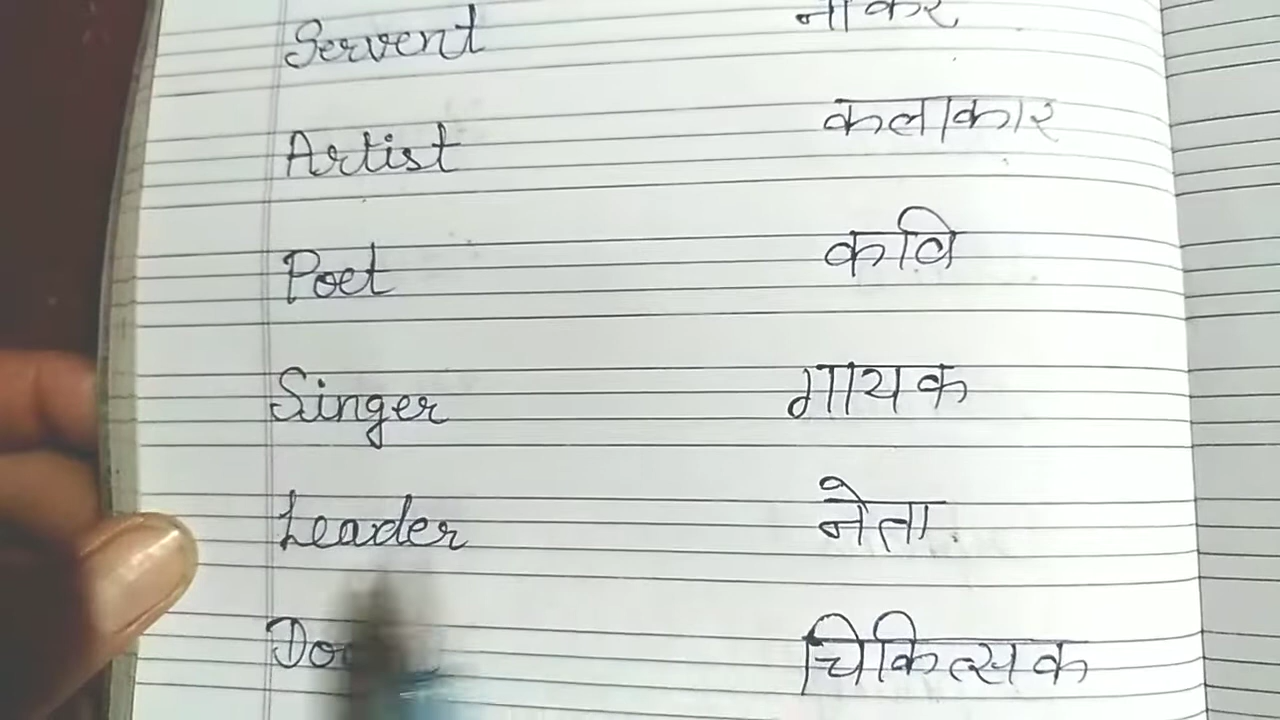 Servent नौकर
Artist कलाकार
Poet कवि
Singer गायक
Leader नेता
चिकित्सक